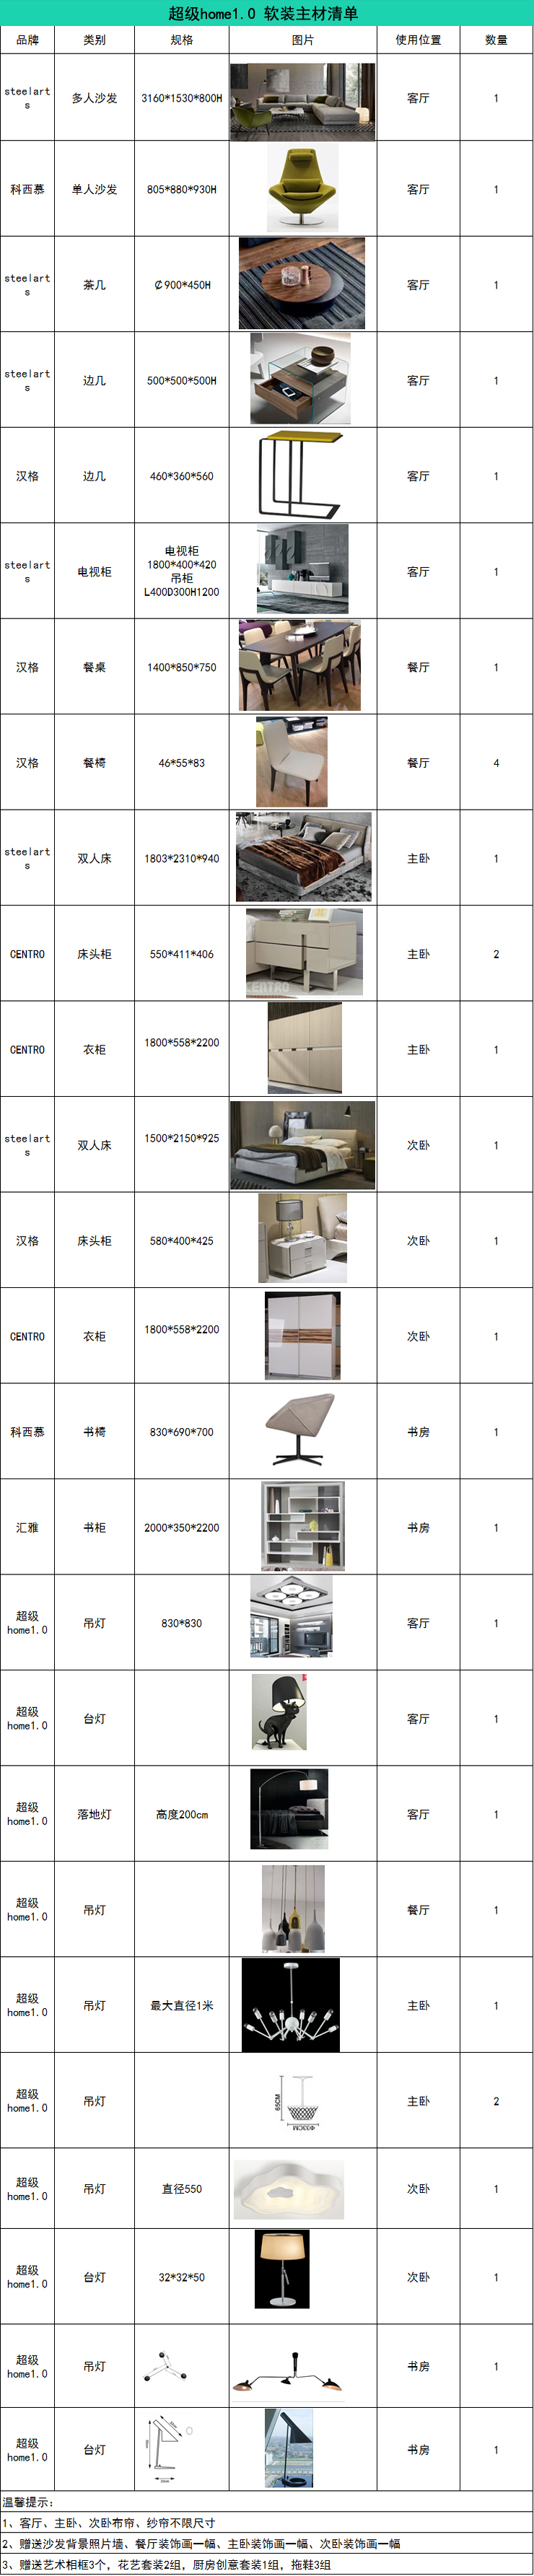 超级home1.0 软装主材清单
品牌 类别 规格 图片 使用位置 数量
steelarts 多人沙发 3160*1530*800H 客厅 1
科西慕 单人沙发 805*880*930H 客厅 1
steelarts 茶几 ₵900*450H 客厅 1
steelarts 边几 500*500*500H 客厅 1
汉格 边几 460*360*560 客厅 1
steelarts 电视柜 电视柜 1800*400*420 吊柜 L400D300H1200 客厅 1
汉格 餐桌 1400*850*750 餐厅 1
汉格 餐椅 46*55*83 餐厅 4
steelarts 双人床 1803*2310*940 主卧 1
CENTRO 床头柜 550*411*406 CENTRO 主卧 2
CENTRO 衣柜 1800*558*2200 主卧 1
steelarts 双人床 1500*2150*925 次卧 1
汉格 床头柜 580*400*425 次卧 1
CENTRO 衣柜 1800*558*2200 次卧 1
科西慕 书椅 830*690*700 书房 1
汇雅 书柜 2000*350*2200 书房 1
超级home1.0 吊灯 830*830 客厅 1
超级home1.0 台灯 客厅 1
超级home1.0 落地灯 高度200cm 客厅 1
超级home1.0 吊灯 餐厅 1
超级home1.0 吊灯 最大直径1米 主卧 1
超级home1.0 吊灯 65CM Φ33CM 主卧 2
超级home1.0 吊灯 直径550 次卧 1
超级home1.0 台灯 32*32*50 次卧 1
超级home1.0 吊灯 书房 1
超级home1.0 台灯 书房 1
温馨提示：
1、客厅、主卧、次卧布帘、纱帘不限尺寸
2、赠送沙发背景照片墙、餐厅装饰画一幅、主卧装饰画一幅、次卧装饰画一幅
3、赠送艺术相框3个，花艺套装2组，厨房创意套装1组，拖鞋3组